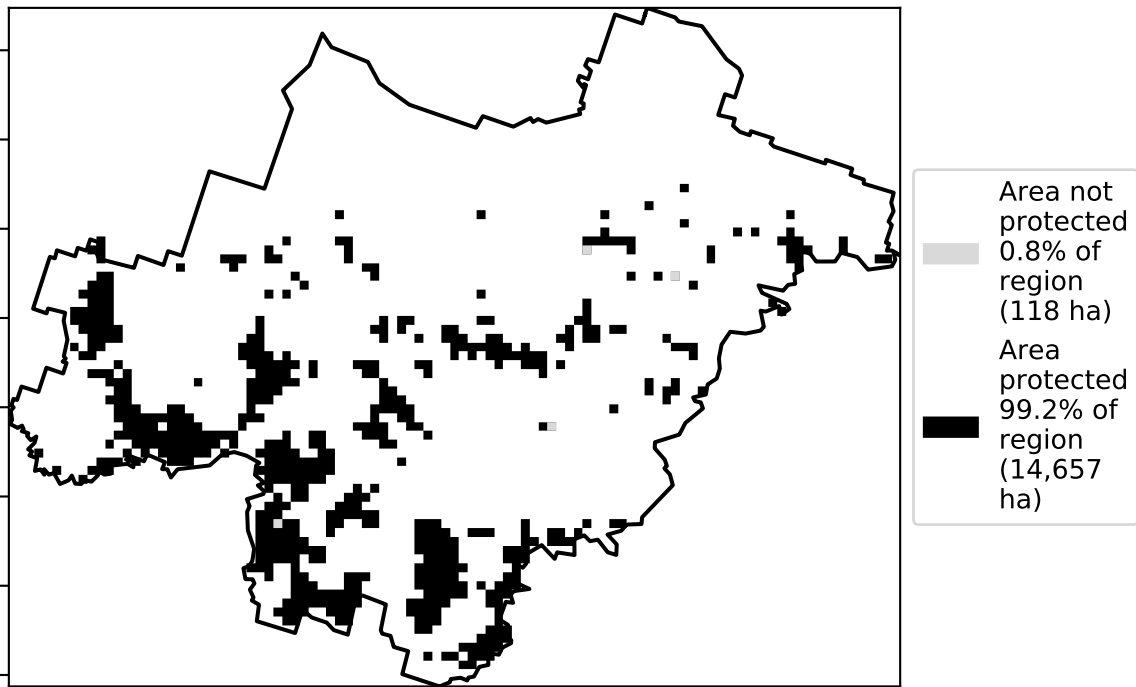 Area not
protected
0.8% of
region
(118 ha)
Area
protected
99.2% of
region
(14,657
ha)